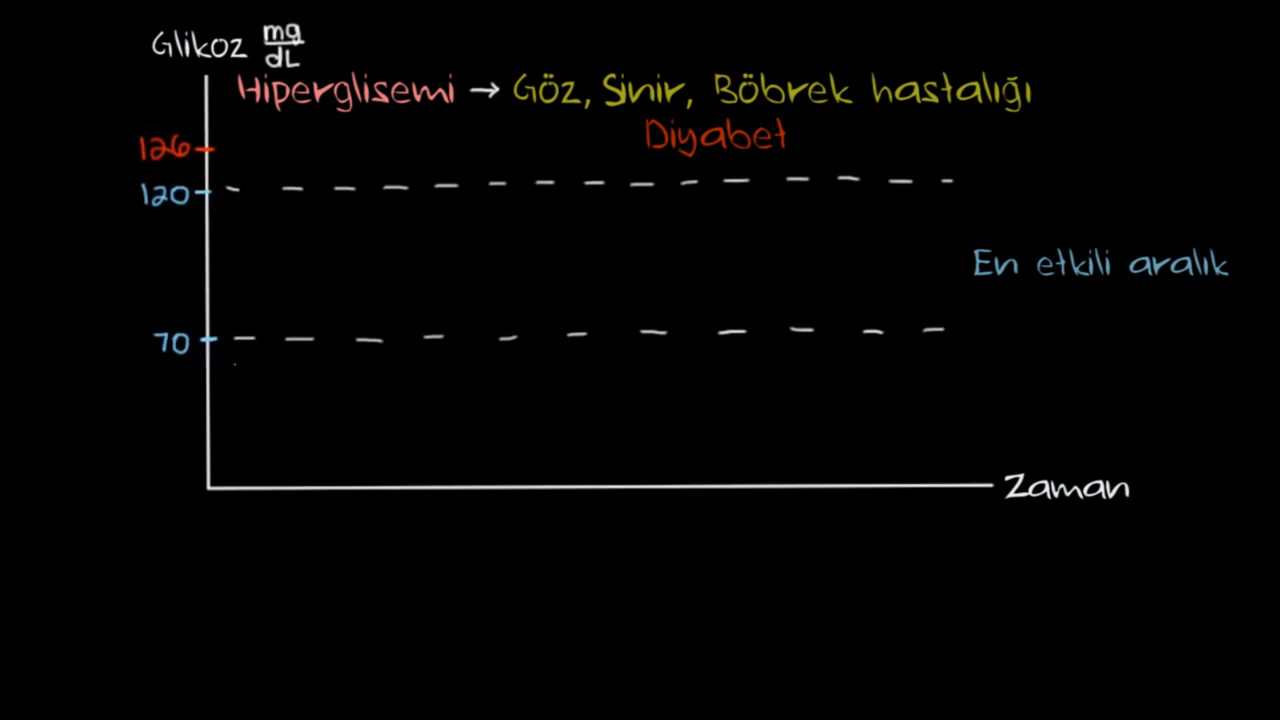 Glikoz mg/dL
Hiperglisemi → Göz, Sinir, Böbrek hastalığı
Diyabet
126
120
En etkili aralık
70
Zaman